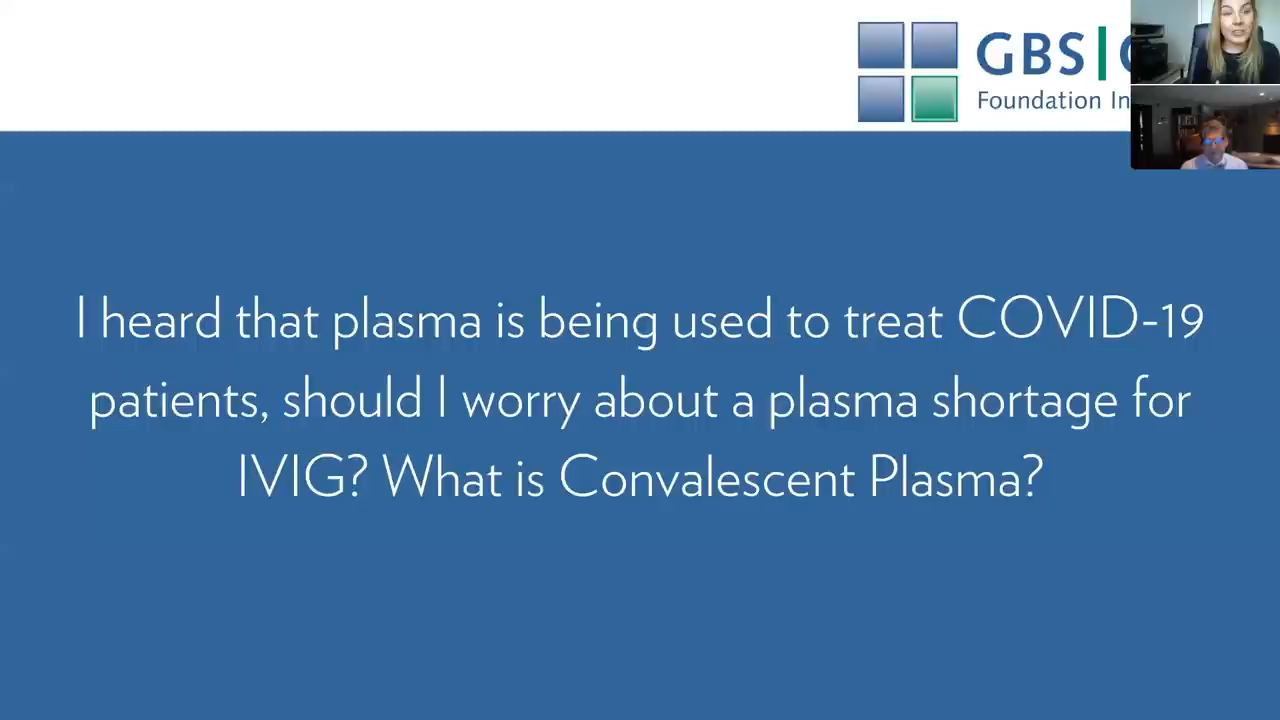 GBS|
Foundation
I heard that plasma is being used to treat COVID-19
patients, should I worry about a plasma shortage for
IVIG? What is Convalescent Plasma?